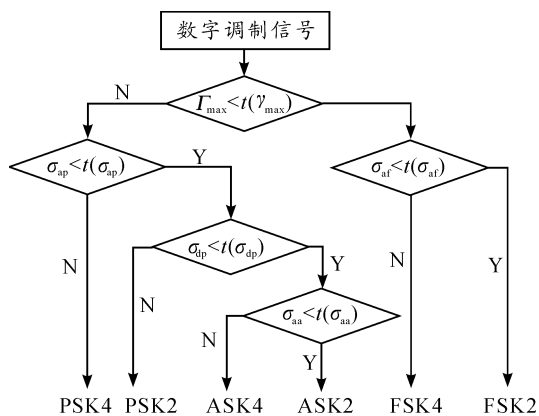 数字调制信号
N
Γmax<t(γmax)
σap<t(σap)
Y
σaf<t(σaf)
σdp<t(σdp)
N
Y
N
Y
N
σaa<t(σaa)
N
Y
PSK4
PSK2
ASK4
ASK2
FSK4
FSK2